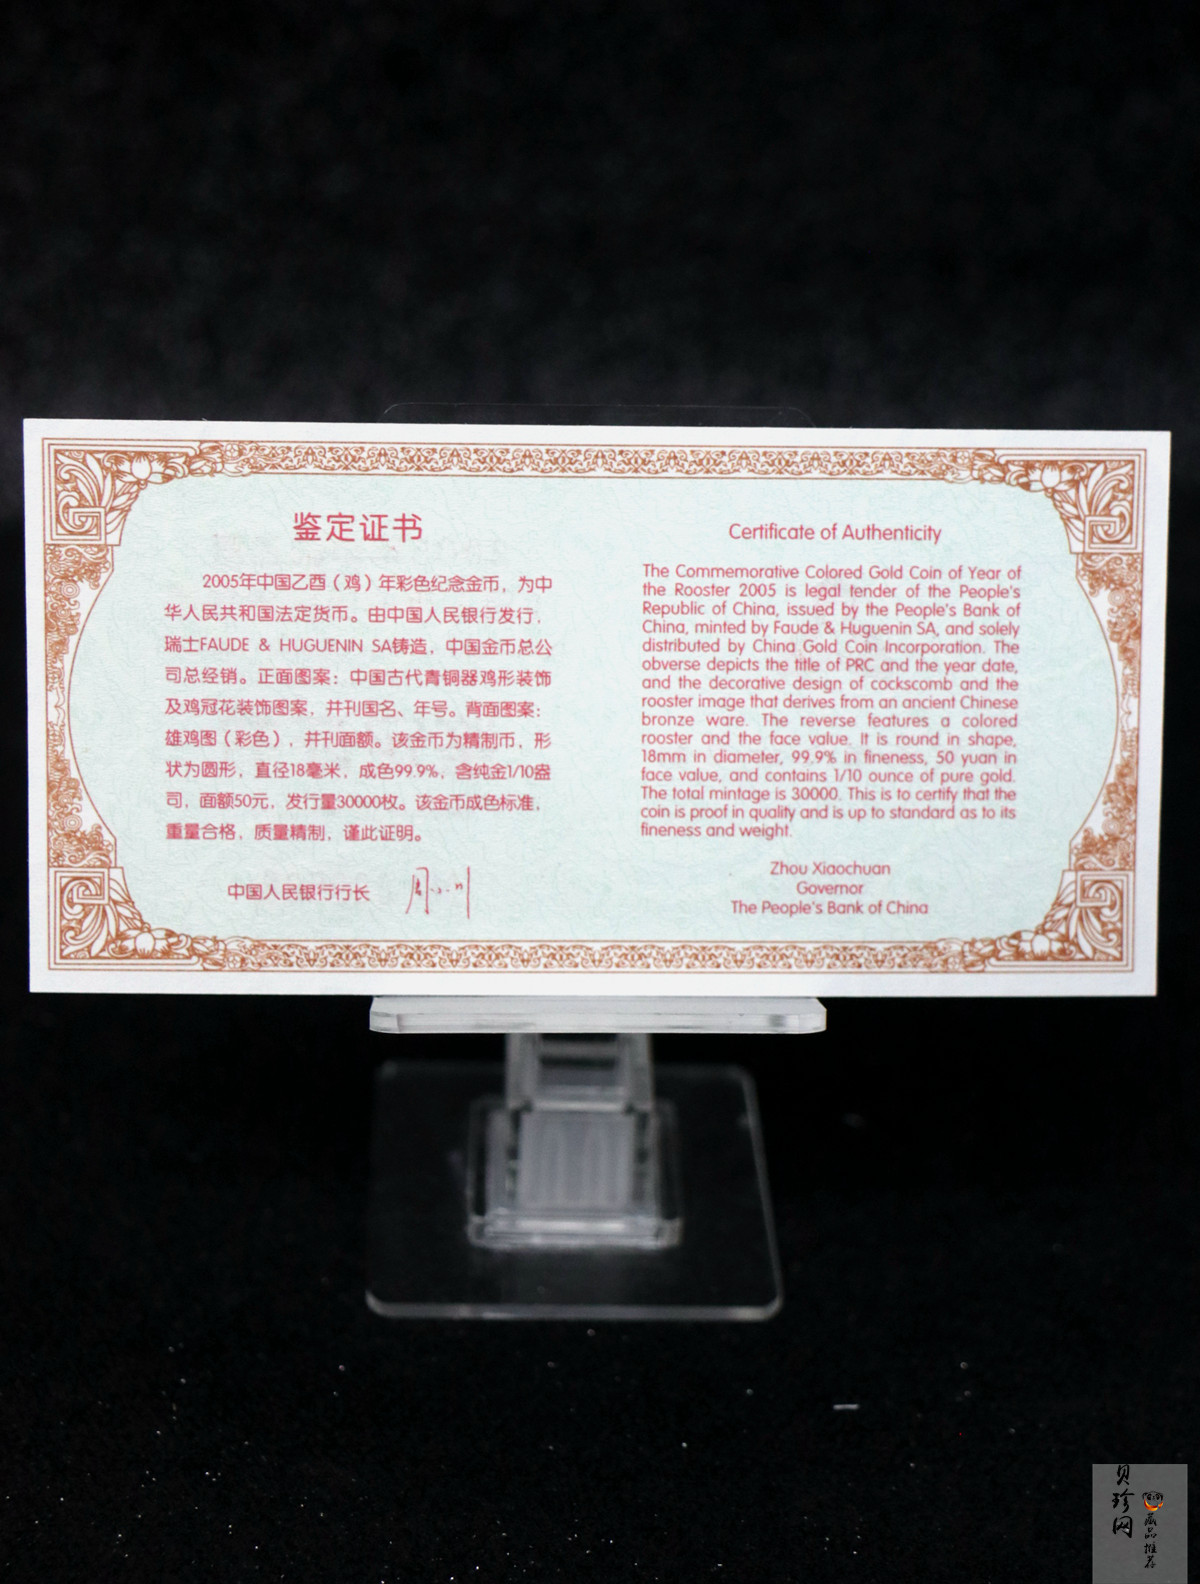 鉴定证书
2005年中国乙酉（鸡）年彩色纪念金币，为中
华人民共和国法定货币。由中国人民银行发行，
瑞士FAUDE & HUGUENIN SA铸造，中国金币总公
司总经销。正面图案：中国古代青铜器鸡形装饰
及鸡冠花装饰图案，并刊国名、年号。背面图案：
雄鸡图（彩色），并刊面额。该金币为精制币，形
状为圆形，直径18毫米，成色99.9%，含纯金1/10盎
司，面额50元，发行量30000枚。该金币成色标准，
重量合格，质量精制，谨此证明。
中国人民银行行长 周小川
Certificate of Authenticity
The Commemorative Colored Gold Coin of Year of
the Rooster 2005 is legal tender of the People's
Republic of China, issued by the People's Bank of
China, minted by Faude & Huguenin SA, and solely
distributed by China Gold Coin Incorporation. The
obverse depicts the title of PRC and the year date,
and the decorative design of cockscomb and the
rooster image that derives from an ancient Chinese
bronze ware. The reverse features a colored
rooster and the face value. It is round in shape,
18mm in diameter, 99.9% in fineness, 50 yuan in
face value, and contains 1/10 ounce of pure gold.
The total mintage is 30000. This is to certify that the
coin is proof in quality and is up to standard as to its
fineness and weight.
Zhou Xiaochuan
Governor
The People's Bank of China
贝珍网
藏品推荐